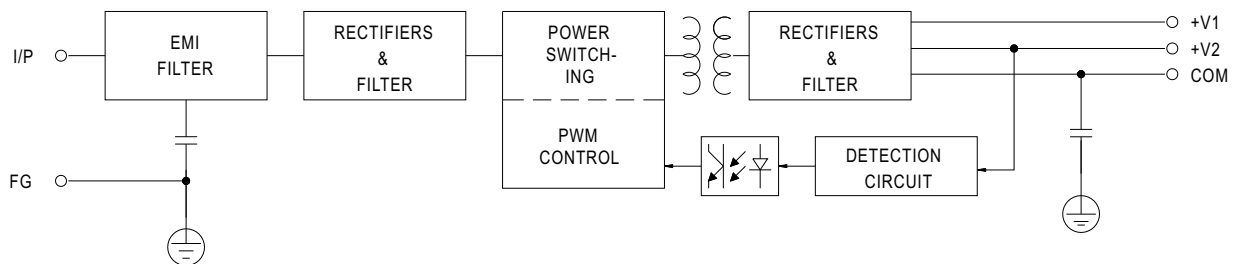 I/P
EMI
FILTER
RECTIFIERS
&
FILTER
POWER
SWITCH-
ING
PWM
CONTROL
RECTIFIERS
&
FILTER
+V1
+V2
COM
DETECTION
CIRCUIT
FG